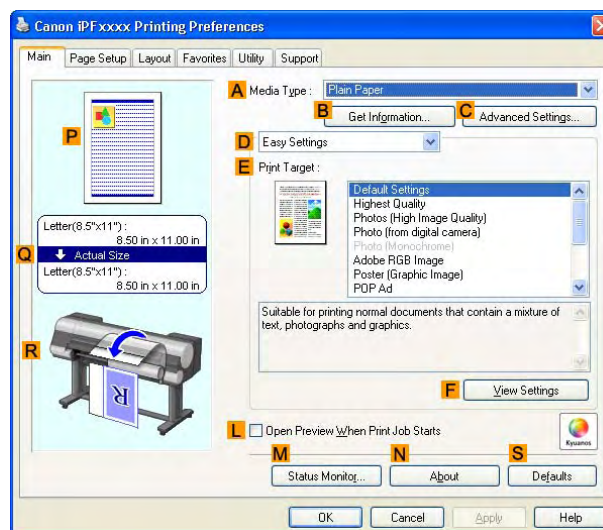 Canon iPFxxxx Printing Preferences
Main Page Setup Layout Favorites Utility Support
A Media Type : Plain Paper
B C
Get Information... Advanced Settings...
D Easy Settings
E Print Target :
P
Default Settings
Highest Quality
Photos (High Image Quality)
Photo (from digital camera)
Photo (Monochrome)
Adobe RGB Image
Poster (Graphic Image)
POP Ad
Letter(8.5"x11") :
8.50 in x 11.00 in
Q Actual Size
Letter(8.5"x11") :
8.50 in x 11.00 in
Suitable for printing normal documents that contain a mixture of
text, photographs and graphics.
R
R
F View Settings
L Open Preview When Print Job Starts
Kyuanos
M N S
Status Monitor... About Defaults
OK Cancel Apply Help